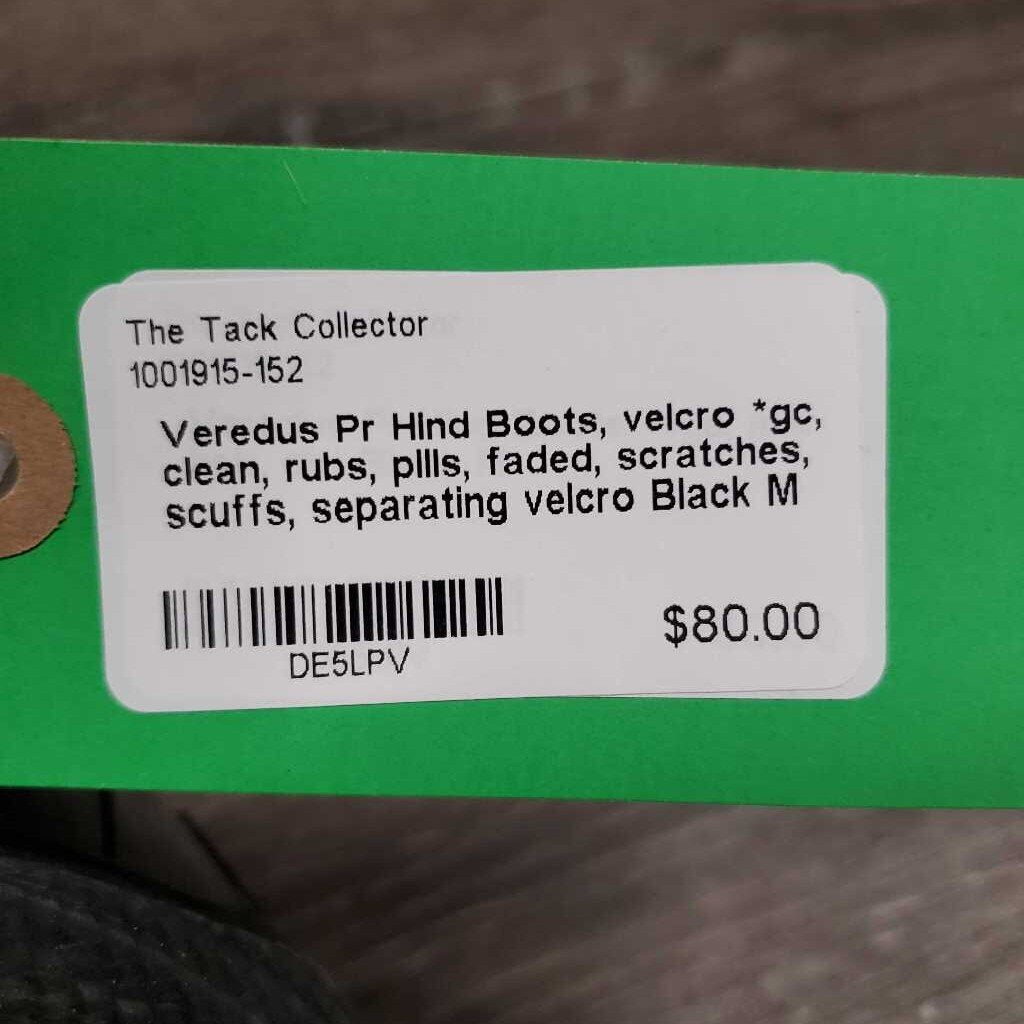 The Tack Collector
1001915-152
Veredus Pr Hind Boots, velcro *gc,
clean, rubs, pills, faded, scratches,
scuffs, separating velcro Black M
DE5LPV
$80.00